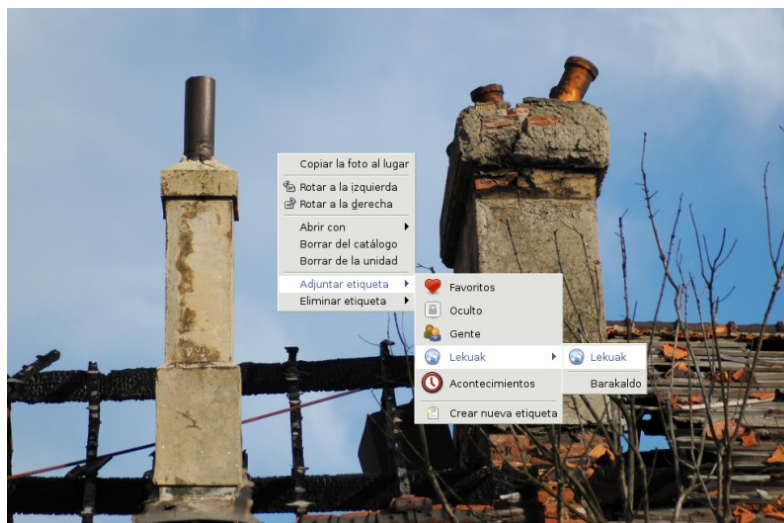 Copiar la foto al lugar
Rotar a la izquierda
Rotar a la derecha
Abrir con
Borrar del catálogo
Borrar de la unidad
Adjuntar etiqueta
Eliminar etiqueta
Favoritos
Oculto
Gente
Lekuak
Acontecimientos
Crear nueva etiqueta
Lekuak
Barakaldo